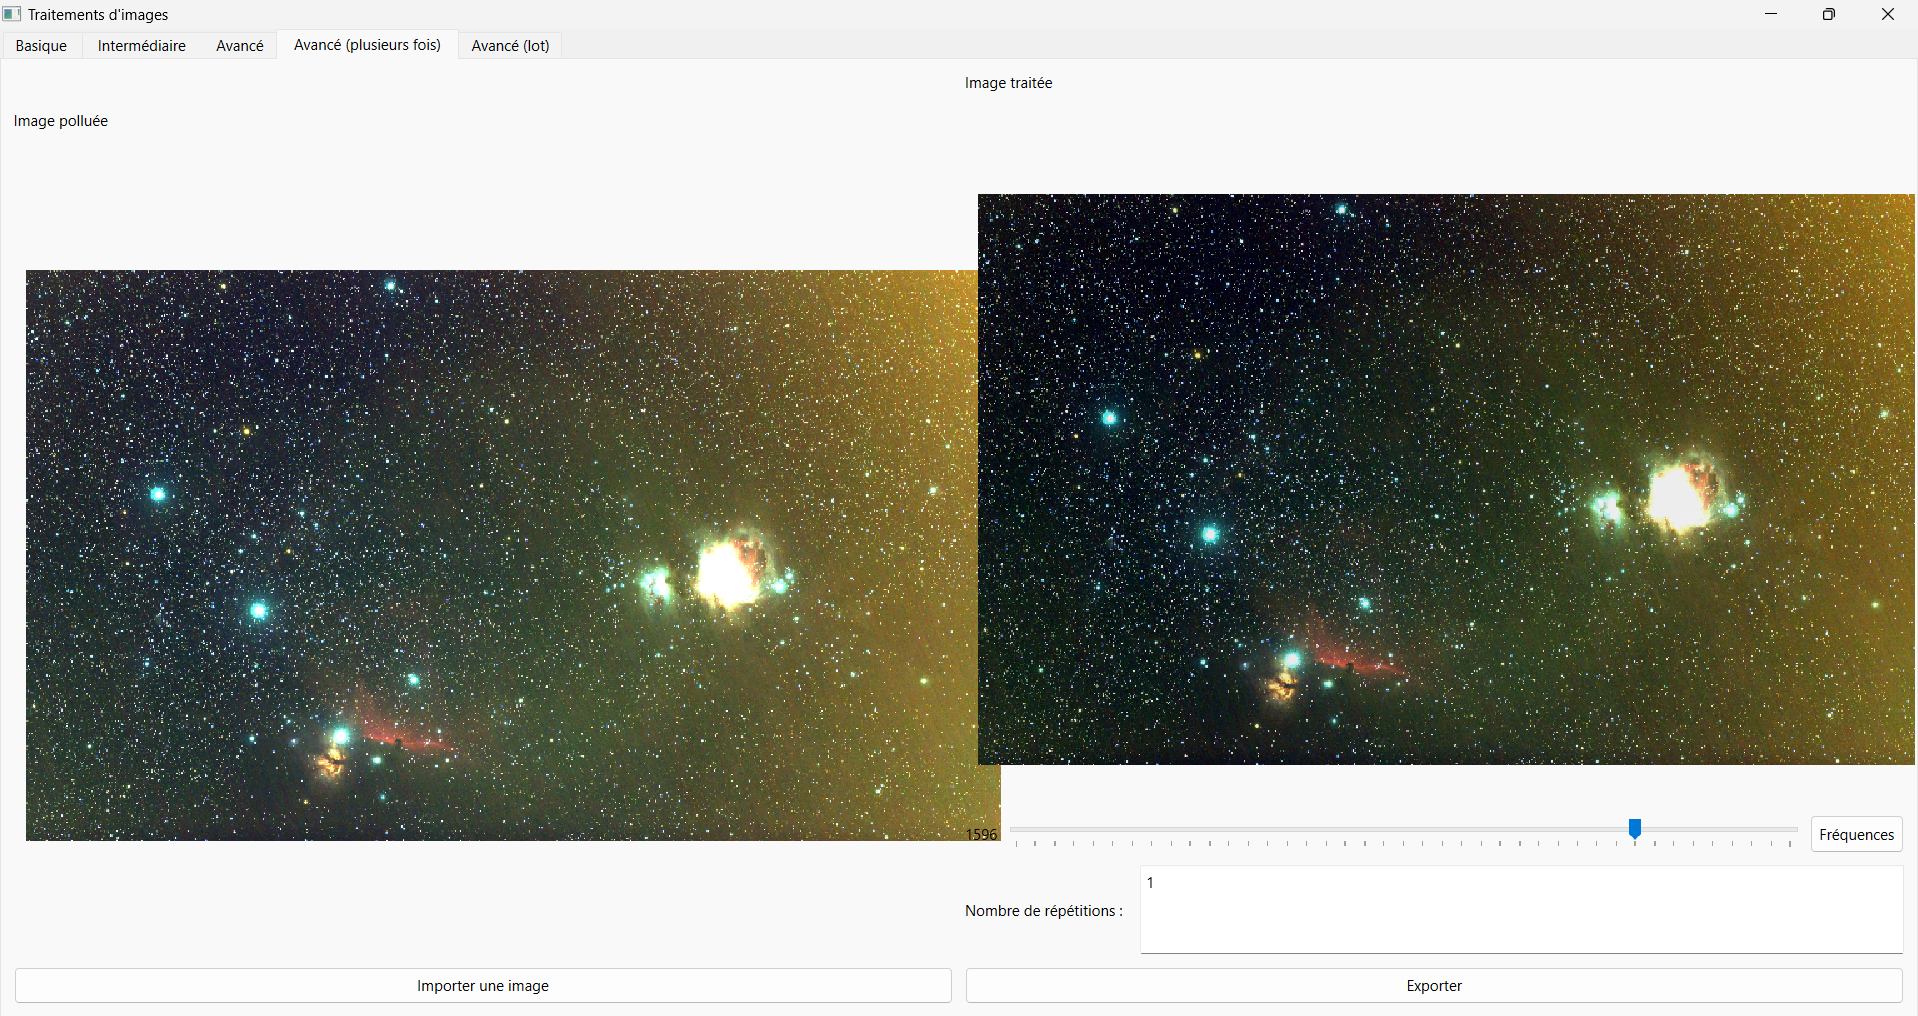 Traitements d'images
Basique
Intermédiaire
Avancé
Avancé (plusieurs fois)
Avancé (lot)
Image traitée
Image polluée
1596
Fréquences
1
Nombre de répétitions :
Importer une image
Exporter